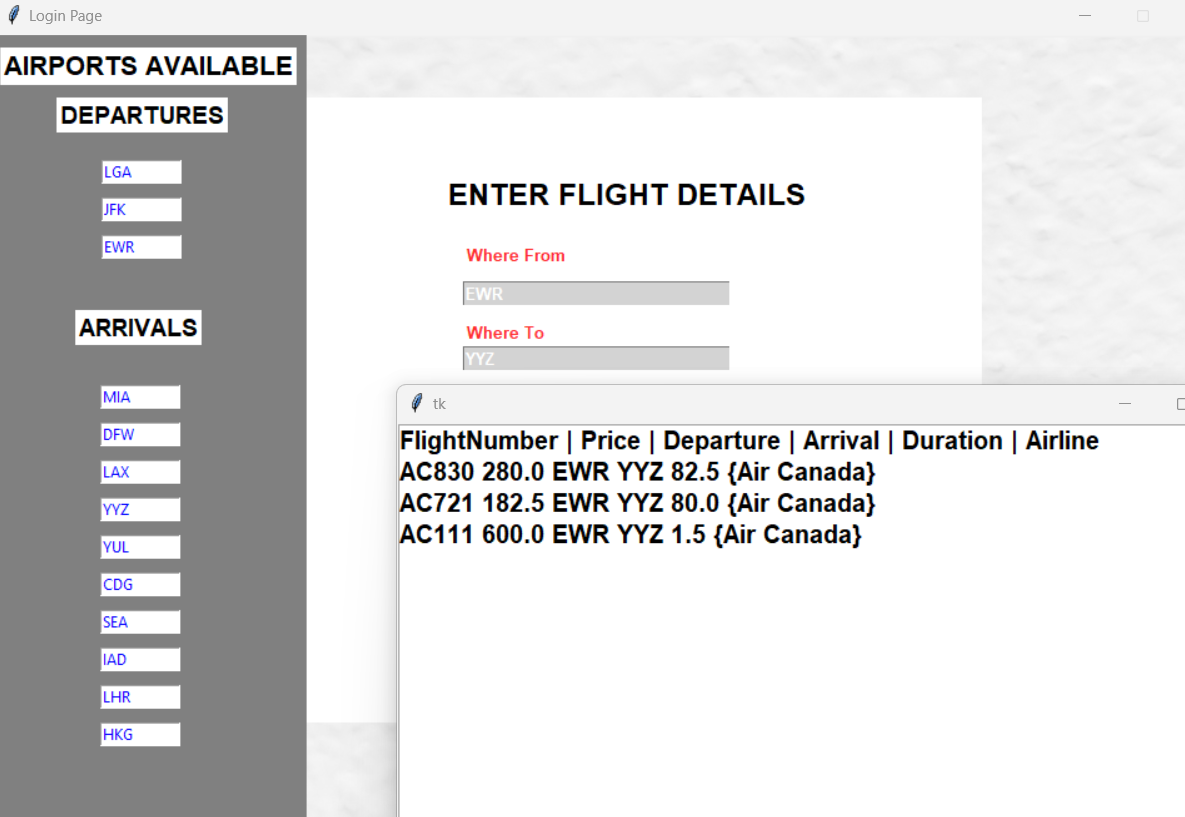 Login Page
AIRPORTS AVAILABLE
DEPARTURES
LGA
JFK
EWR
ARRIVALS
MIA
DFW
LAX
YYZ
YUL
CDG
SEA
IAD
LHR
HKG
ENTER FLIGHT DETAILS
Where From
EWR
Where To
YYZ
tk
FlightNumber | Price | Departure | Arrival | Duration | Airline
AC830 280.0 EWR YYZ 82.5 {Air Canada}
AC721 182.5 EWR YYZ 80.0 {Air Canada}
AC111 600.0 EWR YYZ 1.5 {Air Canada}